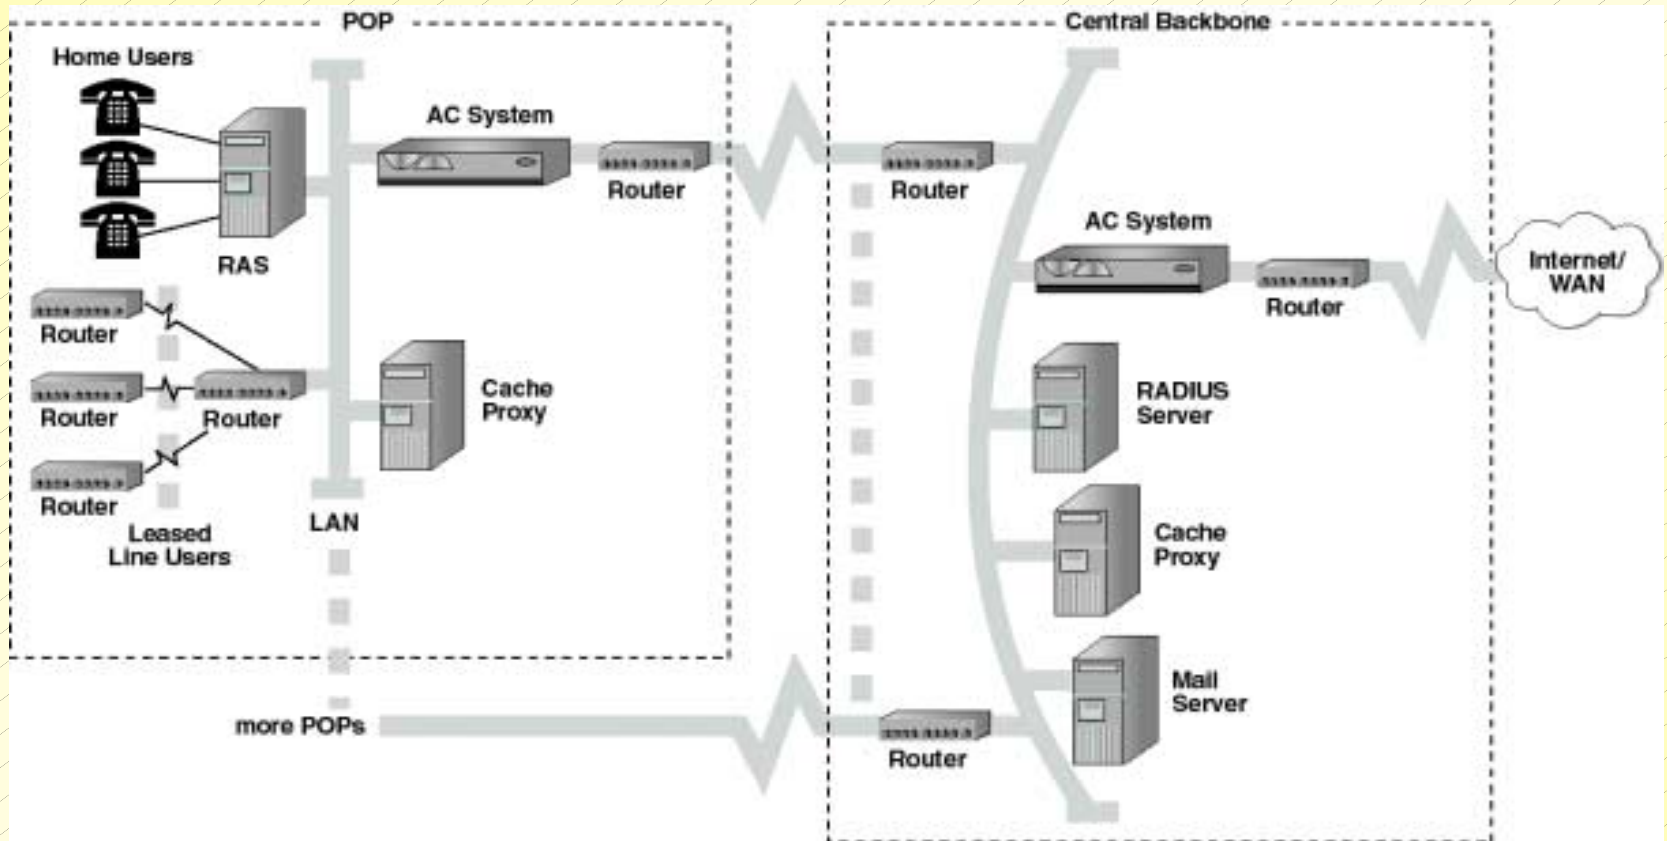 POP
Central Backbone
Home Users
AC System
Router
Router
RAS
AC System
Router
Internet/
WAN
Router
Router
Router
Router
Cache
Proxy
RADIUS
Server
Leased
Line Users
LAN
Cache
Proxy
Mail
Server
more POPs
Router